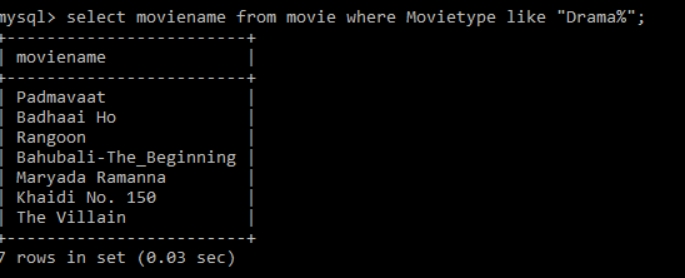 mysql> select moviename from movie where Movietype like "Drama%";
+-------------------------+
| moviename               |
+-------------------------+
| Padmavaat               |
| Badhaai Ho              |
| Rangoon                 |
| Bahubali-The_Beginning  |
| Maryada Ramanna         |
| Khaidi No. 150          |
| The Villain             |
+-------------------------+
7 rows in set (0.03 sec)